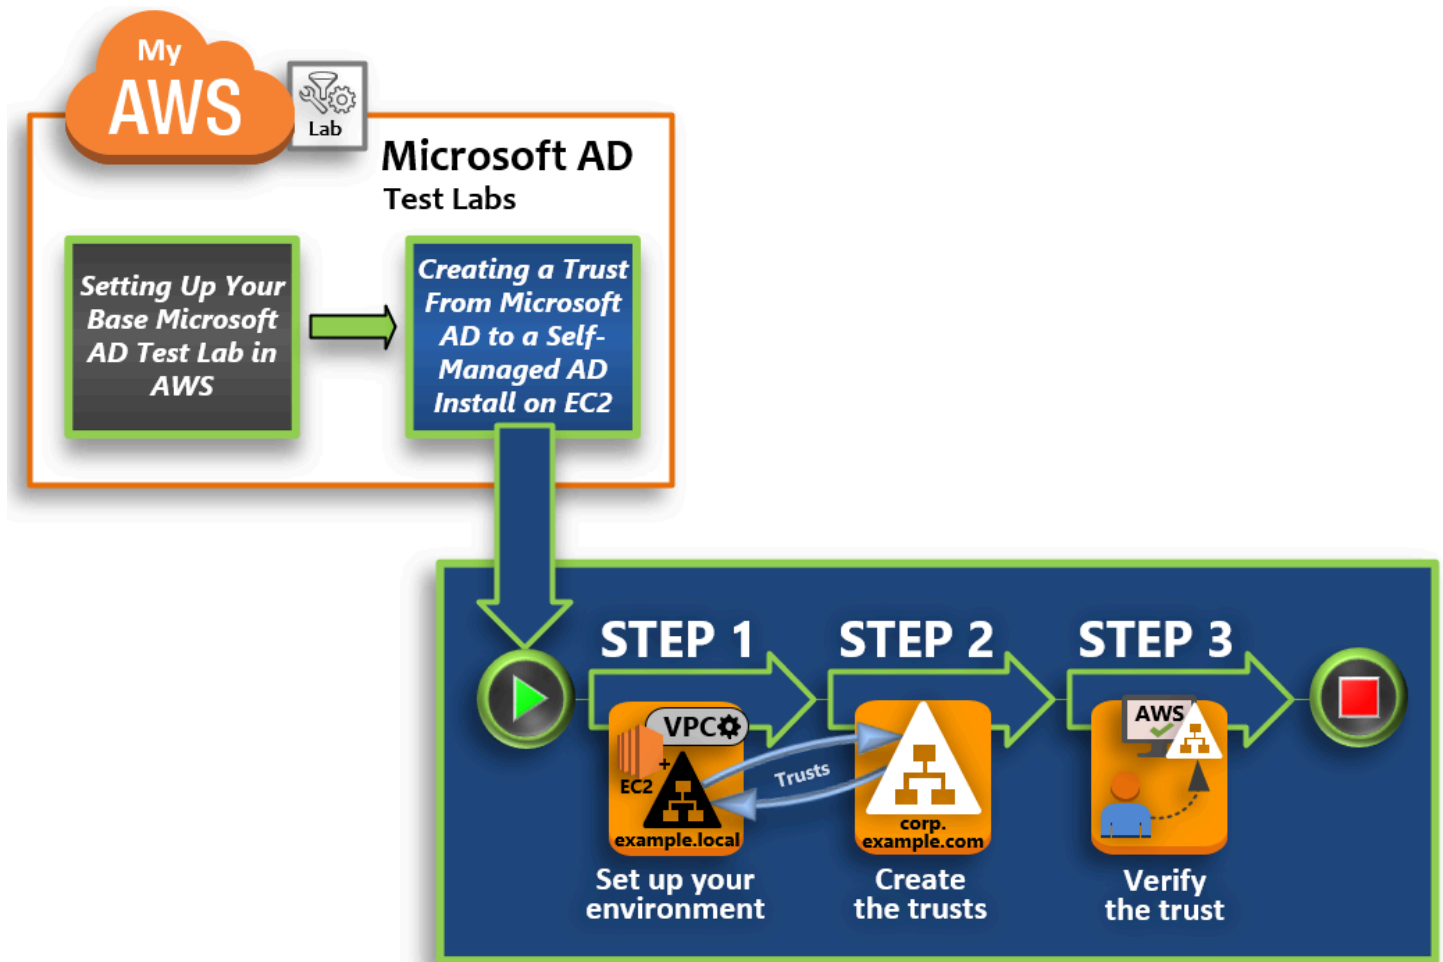 My
AWS
Lab
Microsoft AD
Test Labs
Setting Up Your
Base Microsoft
AD Test Lab in
AWS
Creating a Trust
From Microsoft
AD to a Self-
Managed AD
Install on EC2
STEP 1
STEP 2
STEP 3
VPC
EC2
+
example.local
Trusts
corp.
example.com
AWS
Set up your
environment
Create
the trusts
Verify
the trust